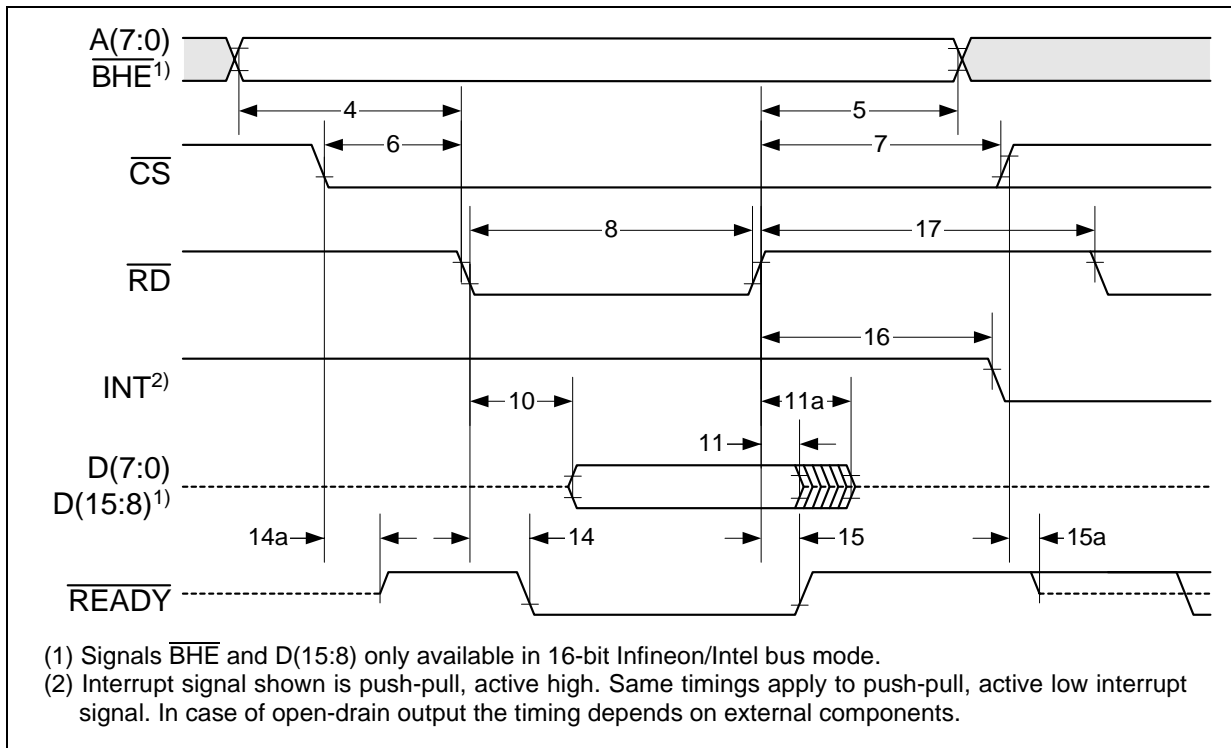 A(7:0)
BHE1)
4
5
6
7
CS
8
17
RD
16
INT2)
10
11a
11
D(7:0)
D(15:8)1)
14a
14
15
15a
READY
(1) Signals BHE and D(15:8) only available in 16-bit Infineon/Intel bus mode.
(2) Interrupt signal shown is push-pull, active high. Same timings apply to push-pull, active low interrupt
signal. In case of open-drain output the timing depends on external components.